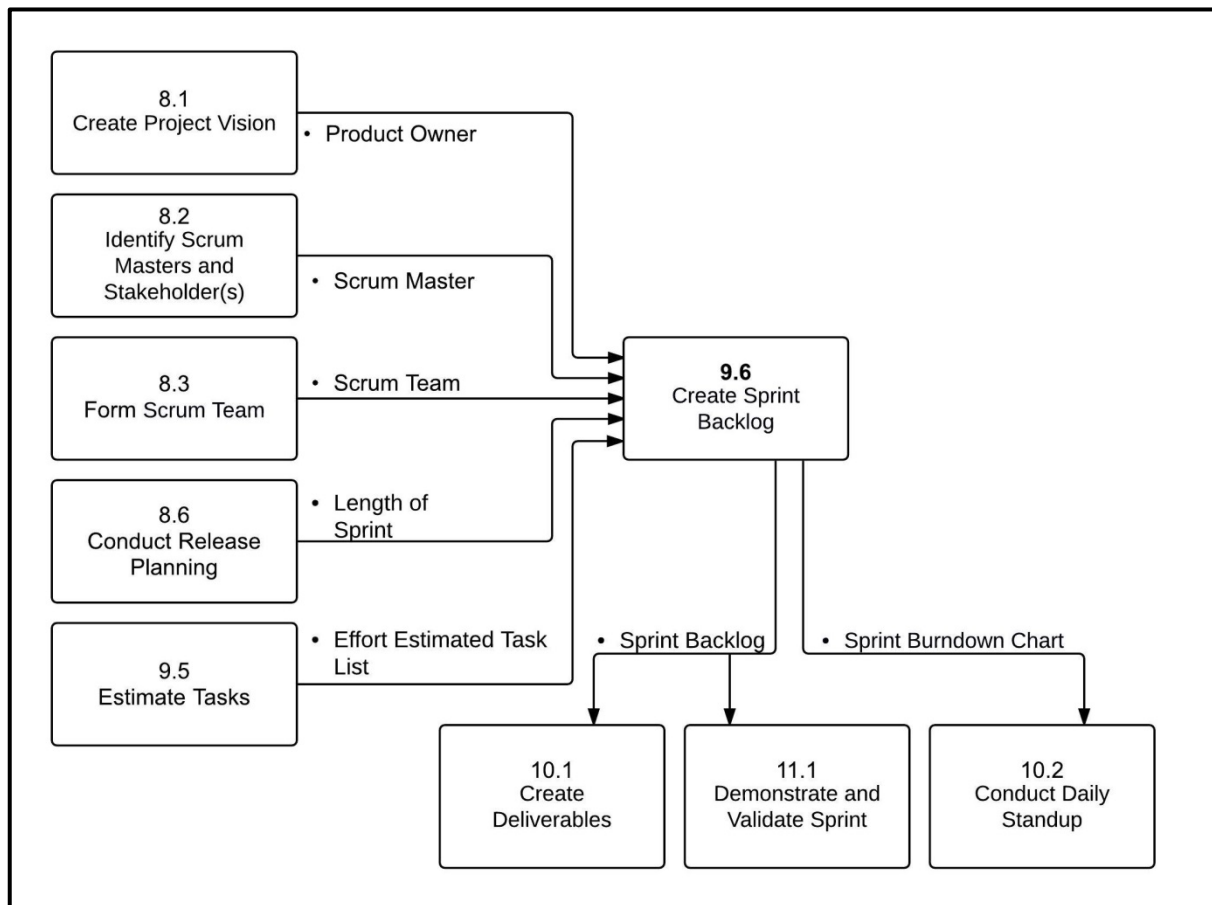 8.1
Create Project Vision
• Product Owner
8.2
Identify Scrum
Masters and
Stakeholder(s)
• Scrum Master
8.3
Form Scrum Team
• Scrum Team
9.6
Create Sprint
Backlog
8.6
Conduct Release
Planning
• Length of
Sprint
9.5
Estimate Tasks
• Effort Estimated Task
List
• Sprint Backlog
• Sprint Burndown Chart
10.1
Create
Deliverables
11.1
Demonstrate and
Validate Sprint
10.2
Conduct Daily
Standup